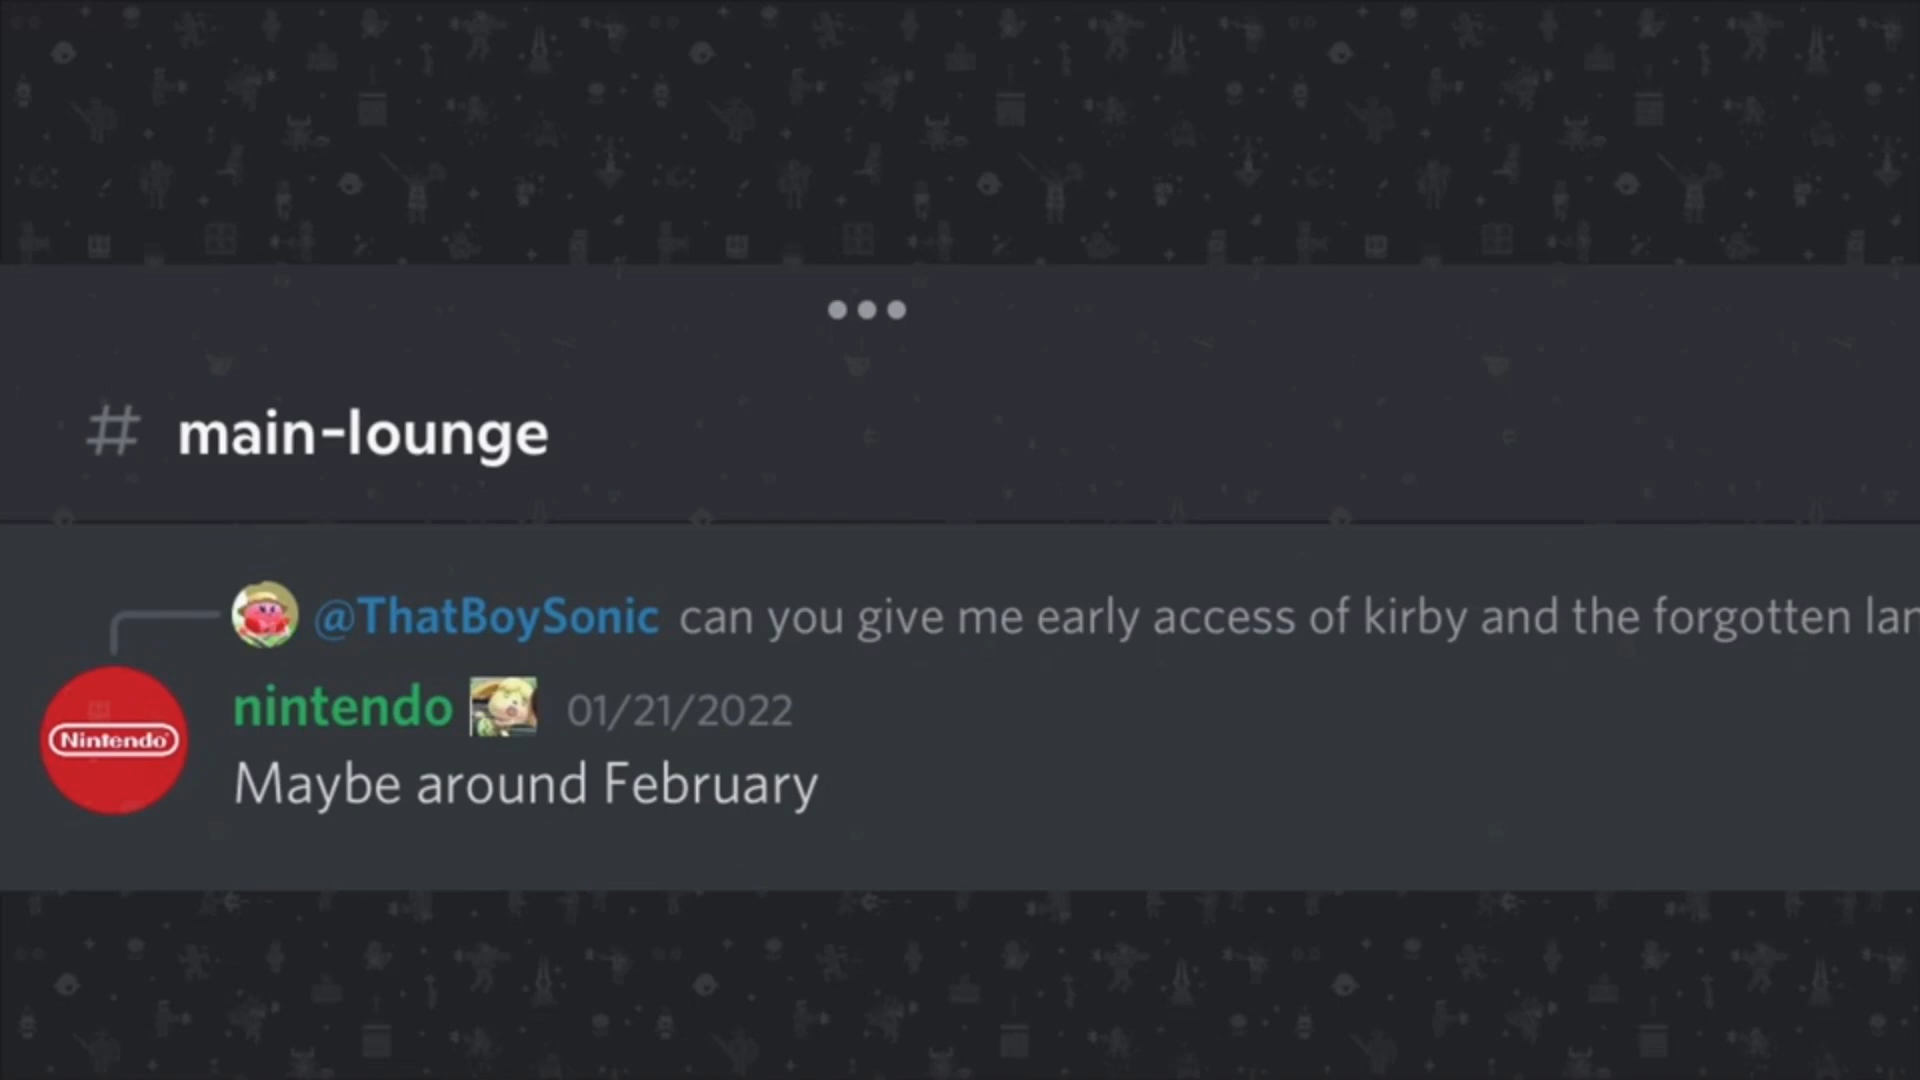 # main-lounge
@ThatBoySonic can you give me early access of kirby and the forgotten lan
nintendo 01/21/2022
Nintendo
Maybe around February